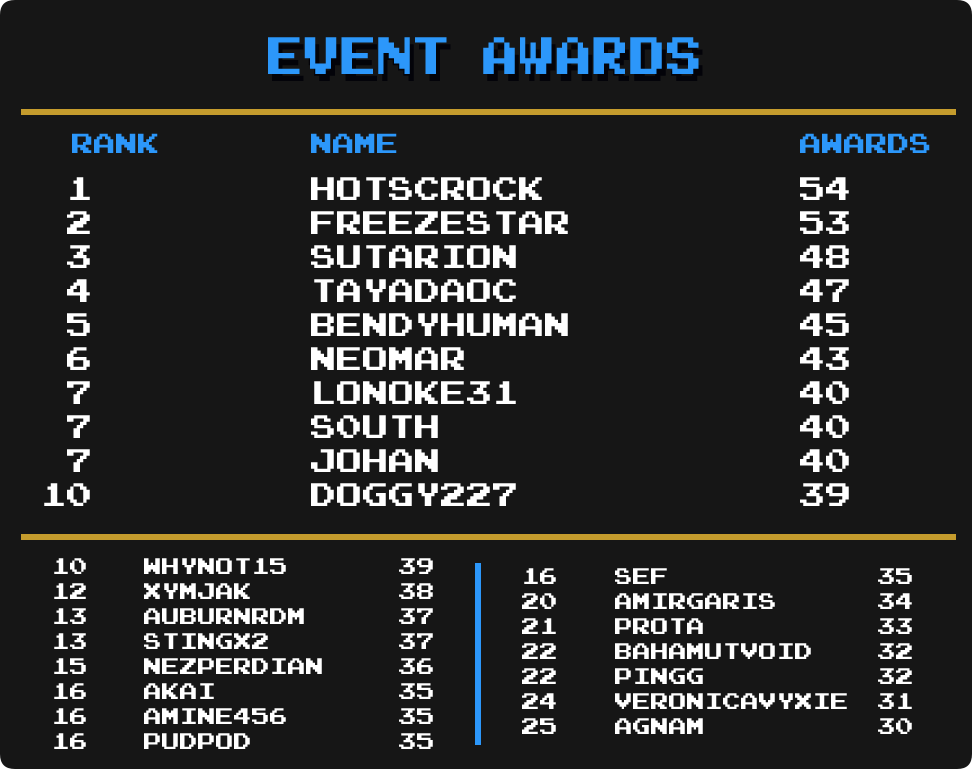 EVENT AWARDS
RANK NAME AWARDS
1 HOTSCROCK 54
2 FREEZESTAR 53
3 SUTARION 48
4 TAYADAOC 47
5 BENDYHUMAN 45
6 NEOMAR 43
7 LONOKE31 40
7 SOUTH 40
7 JOHAN 40
10 DOGGY227 39
10 WHYNOT15 39
12 XYMJAK 38
13 AUBURNRDM 37
13 STINGX2 37
15 NEZPERDIAN 36
16 AKAI 35
16 AMINE456 35
16 PUDPOD 35
16 SEF 35
20 AMIRGARIS 34
21 PROTA 33
22 BAHAMUTVOID 32
22 PINGG 32
24 VERONICAVYXIE 31
25 AGNAM 30